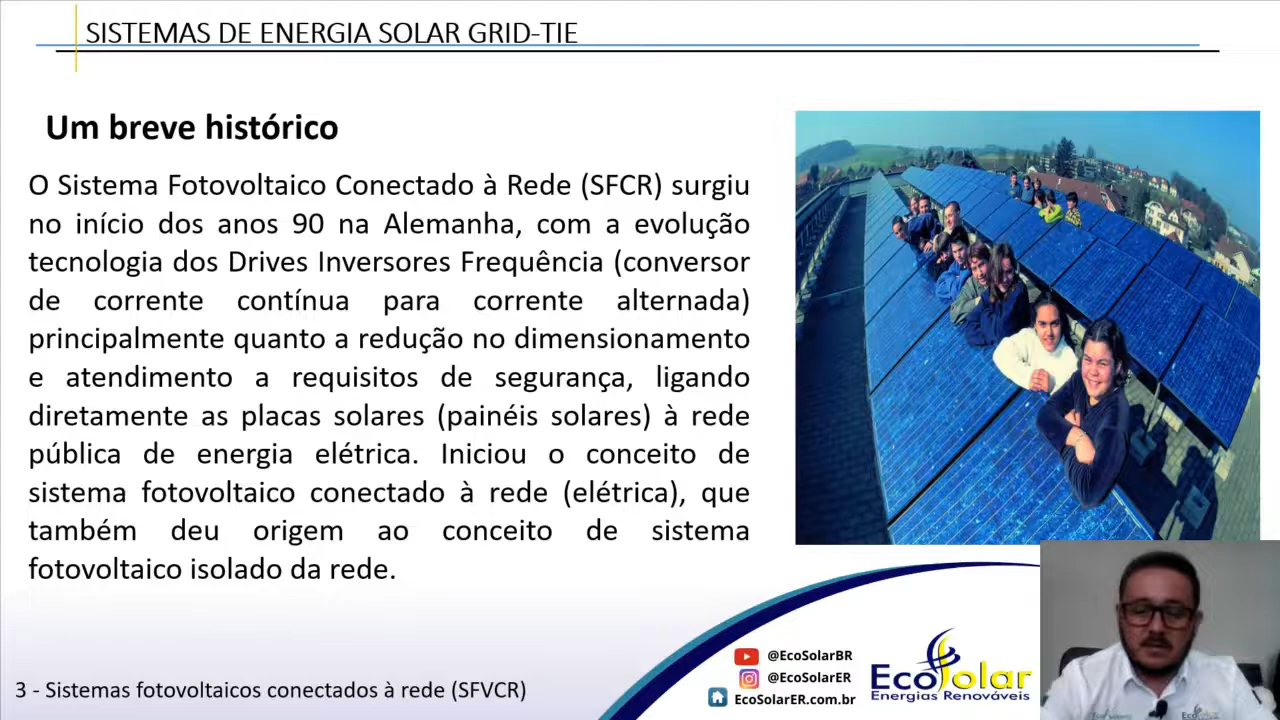 SISTEMAS DE ENERGIA SOLAR GRID-TIE
Um breve histórico
O Sistema Fotovoltaico Conectado à Rede (SFCR) surgiu
no início dos anos 90 na Alemanha, com a evolução
tecnologia dos Drives Inversores Frequência (conversor
de corrente contínua para corrente alternada)
principalmente quanto a redução no dimensionamento
e atendimento a requisitos de segurança, ligando
diretamente as placas solares (painéis solares) à rede
pública de energia elétrica. Iniciou o conceito de
sistema fotovoltaico conectado à rede (elétrica), que
também deu origem ao conceito de sistema
fotovoltaico isolado da rede.
@EcoSolarBR
@EcoSolarER
EcoSolarER.com.br
EcoSolar
Energias Renováveis
3 - Sistemas fotovoltaicos conectados à rede (SFVCR)